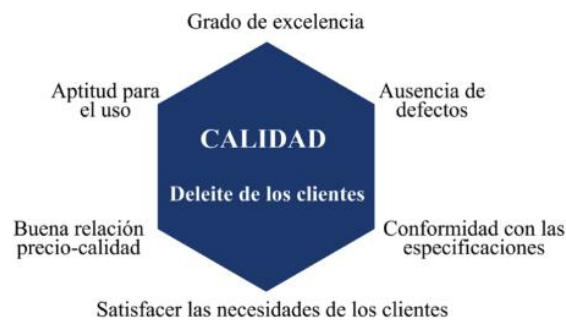 Grado de excelencia
Aptitud para
el uso
Ausencia de
defectos
CALIDAD
Deleite de los clientes
Buena relación
precio-calidad
Conformidad con las
especificaciones
Satisfacer las necesidades de los clientes